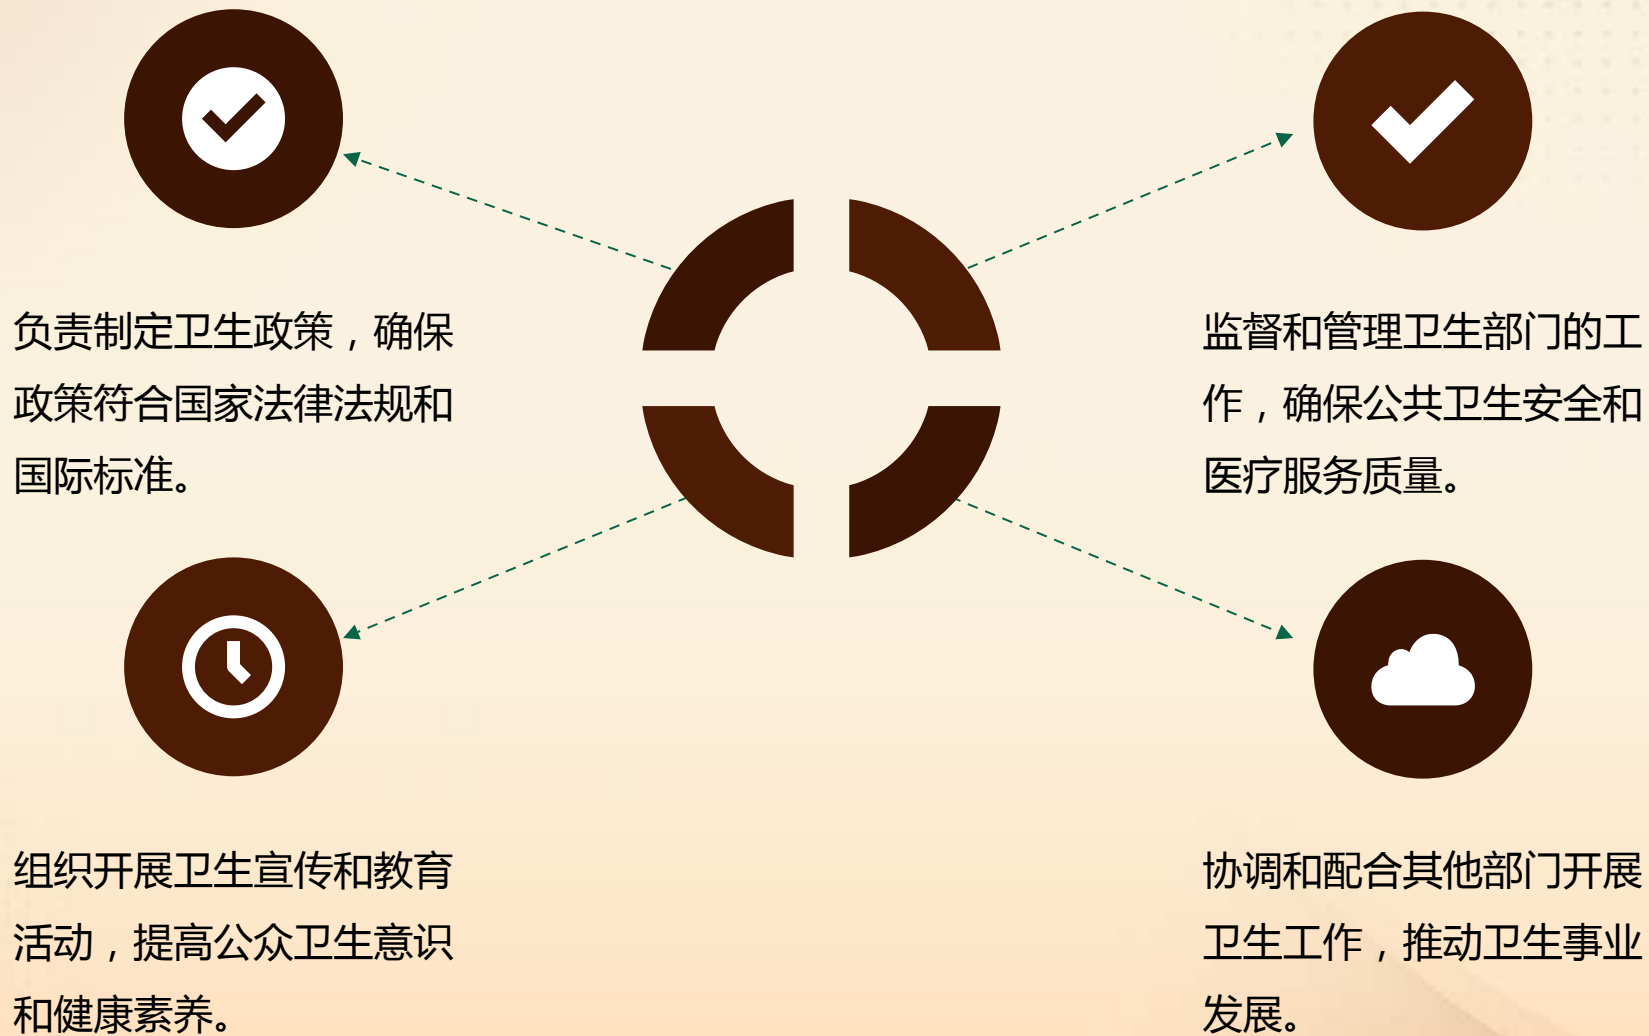 负责制定卫生政策，确保
政策符合国家法律法规和
国际标准。
监督和管理卫生部门的工
作，确保公共卫生安全和
医疗服务质量。
组织开展卫生宣传和教育
活动，提高公众卫生意识
和健康素养。
协调和配合其他部门开展
卫生工作，推动卫生事业
发展。